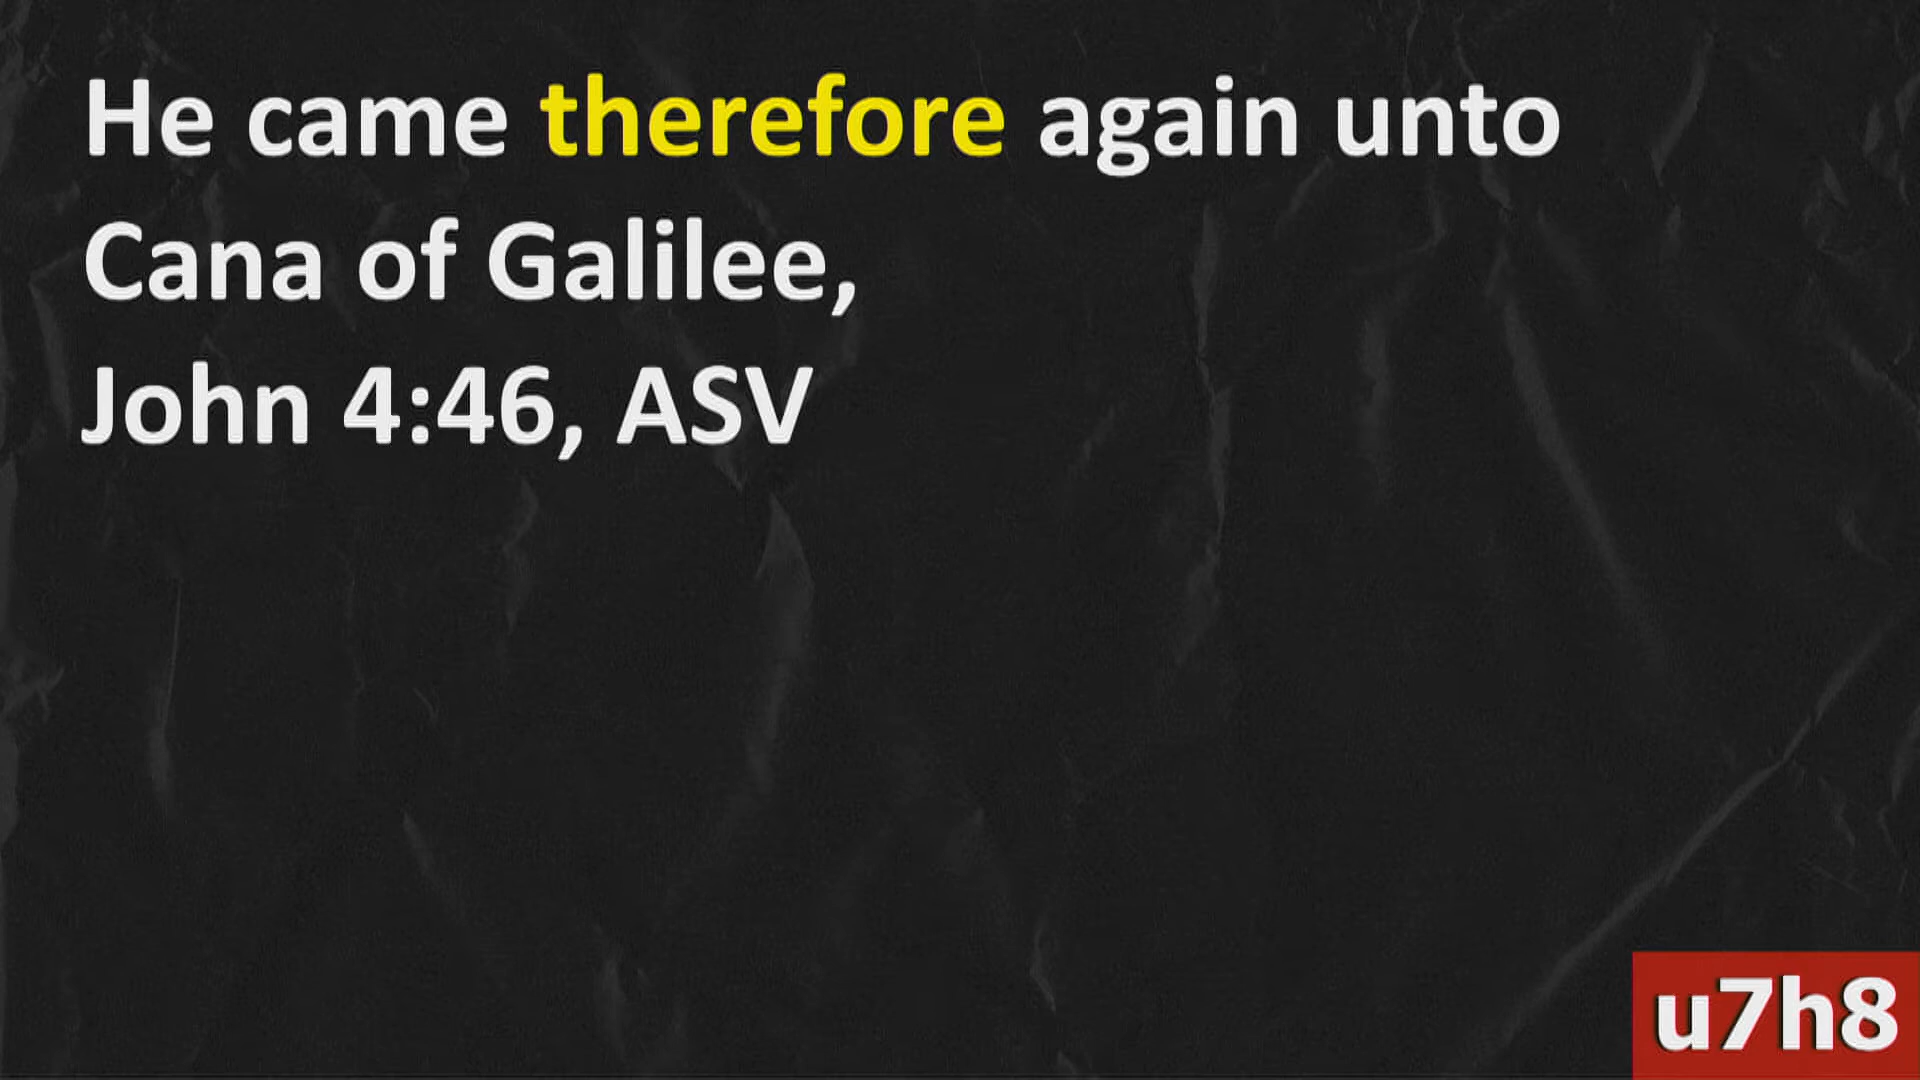 He came therefore again unto
Cana of Galilee,
John 4:46, ASV
u7h8